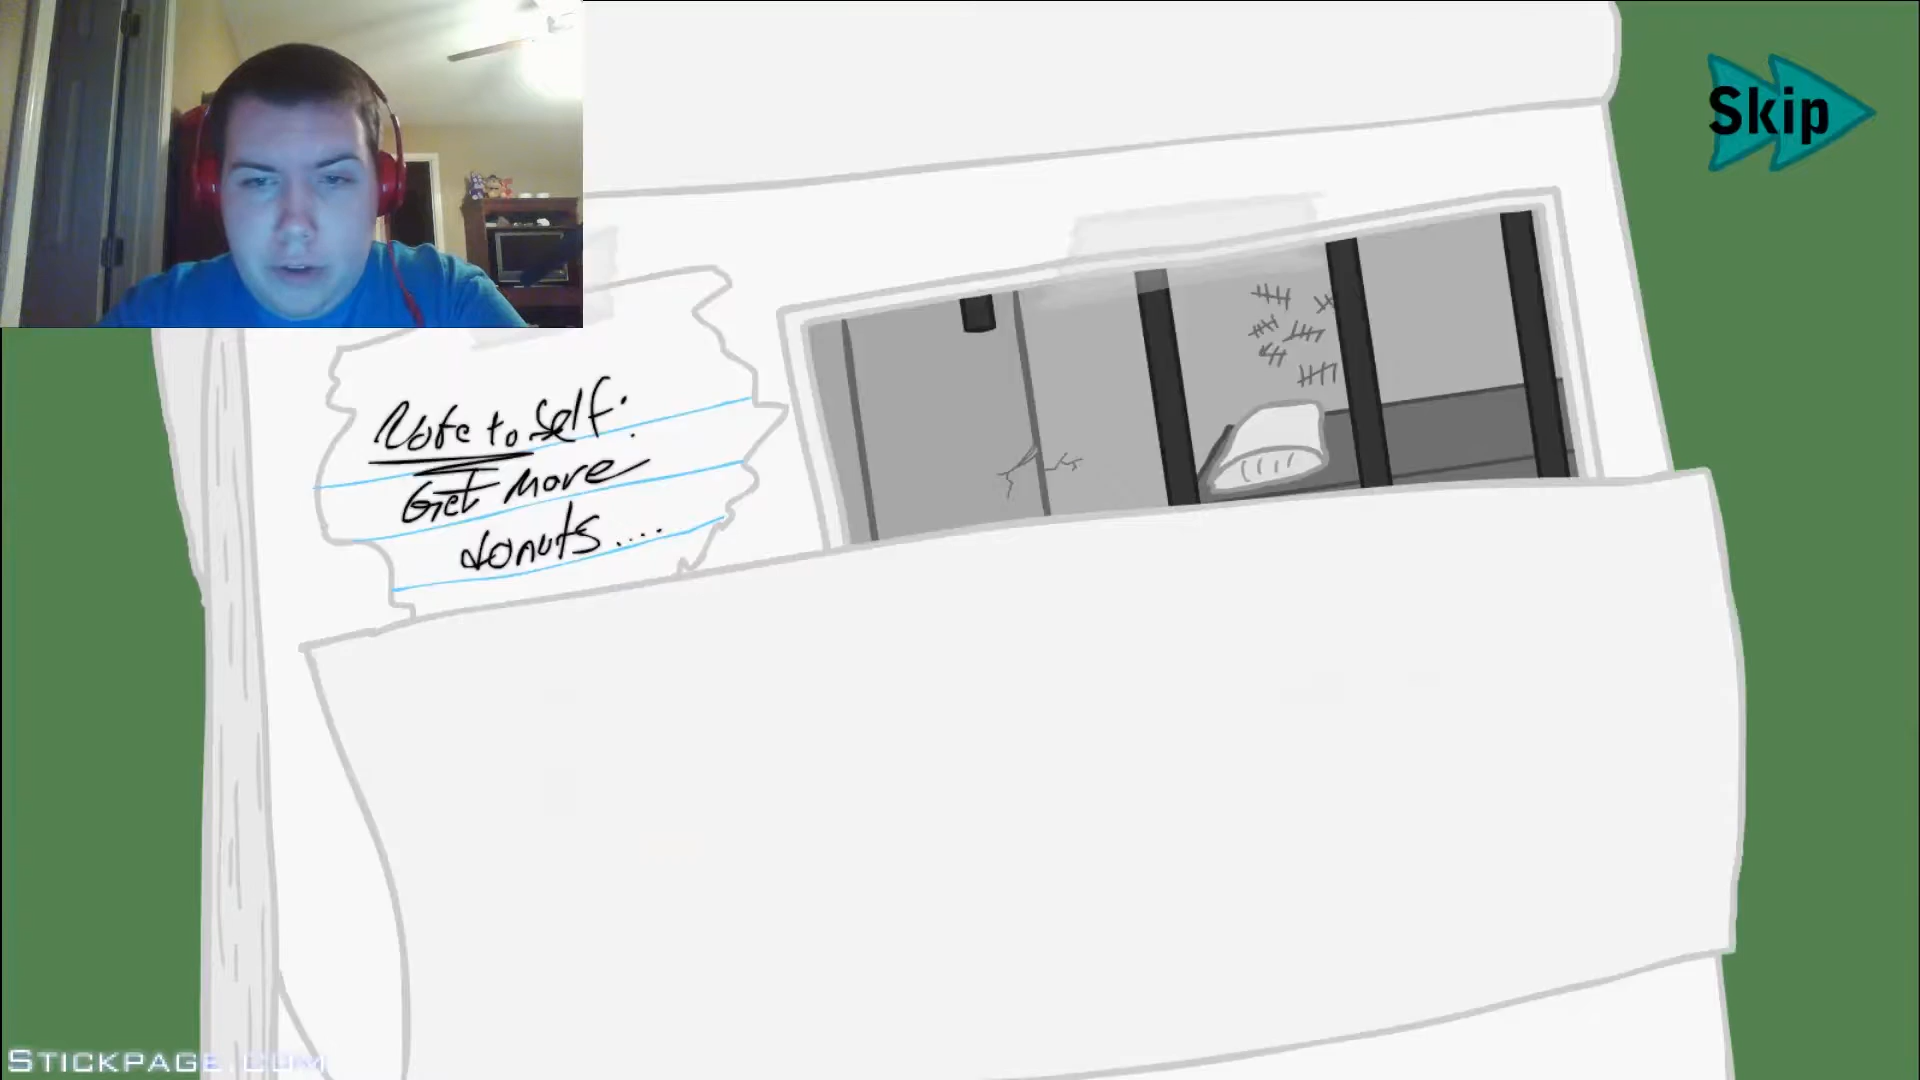 Skip
Note to self:
Get more
donuts....
STICKPAGE.COM